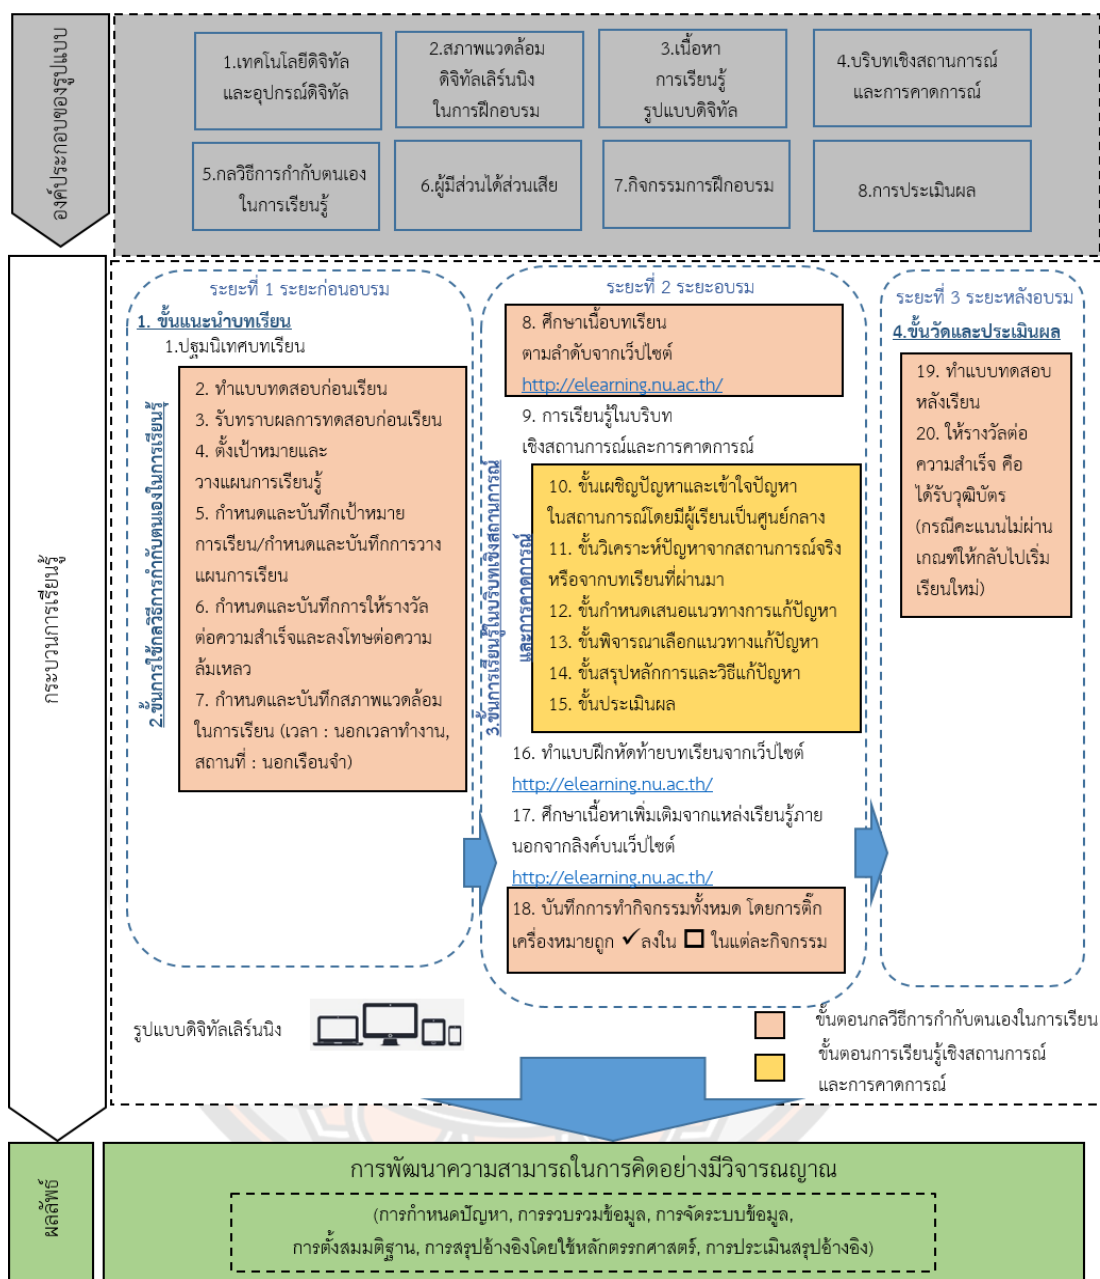 องค์ประกอบของรูปแบบ
1.เทคโนโลยีดิจิทัล
และอุปกรณ์ดิจิทัล
2.สภาพแวดล้อม
ดิจิทัลเลิร์นนิง
ในการฝึกอบรม
3.เนื้อหา
การเรียนรู้
รูปแบบดิจิทัล
4.บริบทเชิงสถานการณ์
และการคาดการณ์
5.กลวิธีการกำกับตนเอง
ในการเรียนรู้
6.ผู้มีส่วนได้ส่วนเสีย
7.กิจกรรมการฝึกอบรม
8.การประเมินผล
กระบวนการเรียนรู้
ระยะที่ 1 ระยะก่อนอบรม
1. ขั้นแนะนำบทเรียน
1.ปฐมนิเทศบทเรียน
2.ขั้นการใช้กลวิธีการกำกับตนเองในการเรียนรู้
2. ทำแบบทดสอบก่อนเรียน
3. รับทราบผลการทดสอบก่อนเรียน
4. ตั้งเป้าหมายและ
วางแผนการเรียนรู้
5. กำหนดและบันทึกเป้าหมาย
การเรียน/กำหนดและบันทึกการวาง
แผนการเรียน
6. กำหนดและบันทึกการให้รางวัล
ต่อความสำเร็จและลงโทษต่อความ
ล้มเหลว
7. กำหนดและบันทึกสภาพแวดล้อม
ในการเรียน (เวลา : นอกเวลาทำงาน,
สถานที่ : นอกเรือนจำ)
ระยะที่ 2 ระยะอบรม
8. ศึกษาเนื้อบทเรียน
ตามลำดับจากเว็ปไซต์
http://elearning.nu.ac.th/
9. การเรียนรู้ในบริบท
เชิงสถานการณ์และการคาดการณ์
3.ขั้นการเรียนรู้ในบริบทเชิงสถานการณ์
และการคาดการณ์
10. ขั้นเผชิญปัญหาและเข้าใจปัญหา
ในสถานการณ์โดยมีผู้เรียนเป็นศูนย์กลาง
11. ขั้นวิเคราะห์ปัญหาจากสถานการณ์จริง
หรือจากบทเรียนที่ผ่านมา
12. ขั้นกำหนดเสนอแนวทางการแก้ปัญหา
13. ขั้นพิจารณาเลือกแนวทางแก้ปัญหา
14. ขั้นสรุปหลักการและวิธีแก้ปัญหา
15. ขั้นประเมินผล
16. ทำแบบฝึกหัดท้ายบทเรียนจากเว็ปไซต์
http://elearning.nu.ac.th/
17. ศึกษาเนื้อหาเพิ่มเติมจากแหล่งเรียนรู้ภาย
นอกจากลิงค์บนเว็ปไซต์
http://elearning.nu.ac.th/
18. บันทึกการทำกิจกรรมทั้งหมด โดยการติ๊ก
เครื่องหมายถูก ✓ลงใน ☐ ในแต่ละกิจกรรม
ระยะที่ 3 ระยะหลังอบรม
4.ขั้นวัดและประเมินผล
19. ทำแบบทดสอบ
หลังเรียน
20. ให้รางวัลต่อ
ความสำเร็จ คือ
ได้รับวุฒิบัตร
(กรณีคะแนนไม่ผ่าน
เกณฑ์ให้กลับไปเริ่ม
เรียนใหม่)
รูปแบบดิจิทัลเลิร์นนิง
ขั้นตอนกลวิธีการกำกับตนเองในการเรียน
ขั้นตอนการเรียนรู้เชิงสถานการณ์
และการคาดการณ์
ผลลัพธ์
การพัฒนาความสามารถในการคิดอย่างมีวิจารณญาณ
(การกำหนดปัญหา, การรวบรวมข้อมูล, การจัดระบบข้อมูล,
การตั้งสมมติฐาน, การสรุปอ้างอิงโดยใช้หลักตรรกศาสตร์, การประเมินสรุปอ้างอิง)